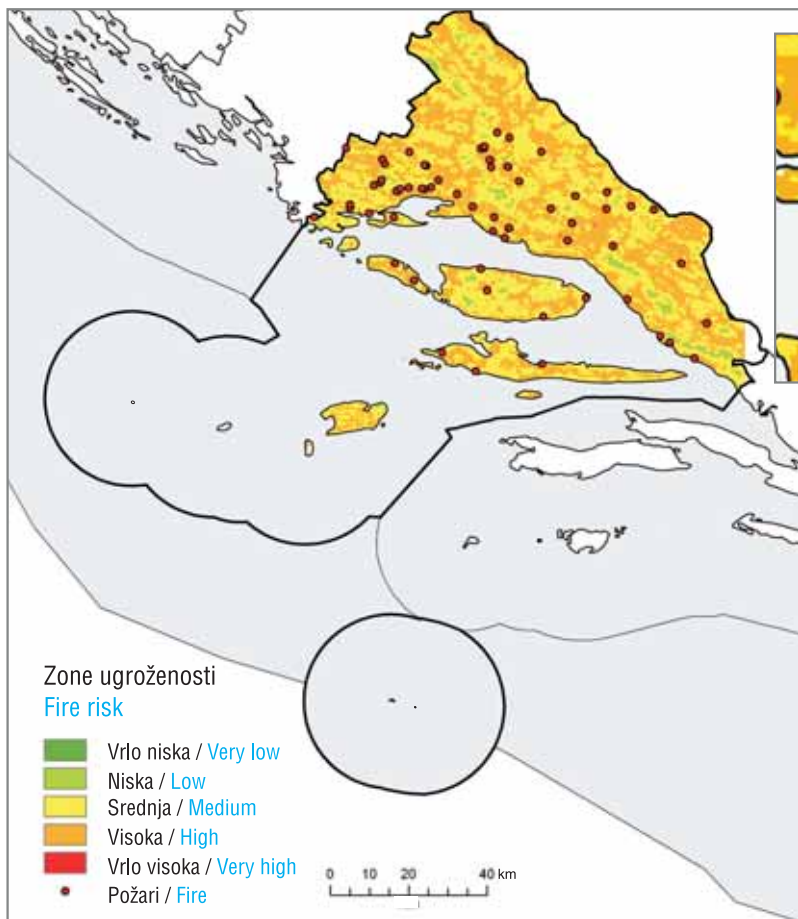 Zone ugroženosti
Fire risk
Vrlo niska / Very low
Niska / Low
Srednja / Medium
Visoka / High
Vrlo visoka / Very high
Požari / Fire
0 10 20 40 km